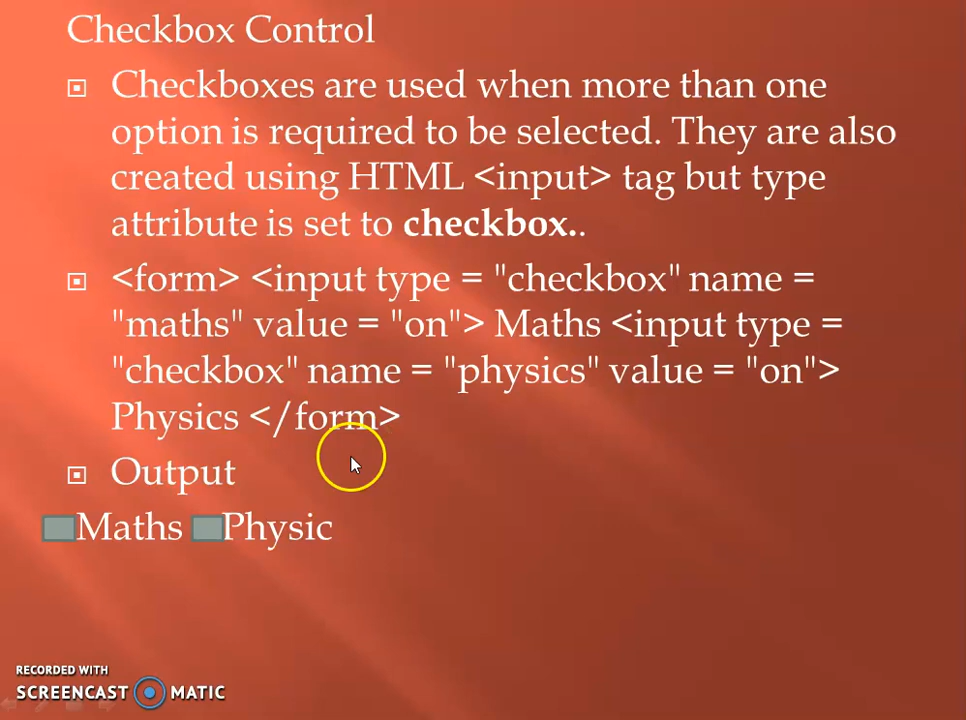 Checkbox Control
Checkboxes are used when more than one
option is required to be selected. They are also
created using HTML <input> tag but type
attribute is set to checkbox..
<form> <input type = "checkbox" name =
"maths" value = "on"> Maths <input type =
"checkbox" name = "physics" value = "on">
Physics </form>
Output
Maths Physic
RECORDED WITH
SCREENCAST MATIC